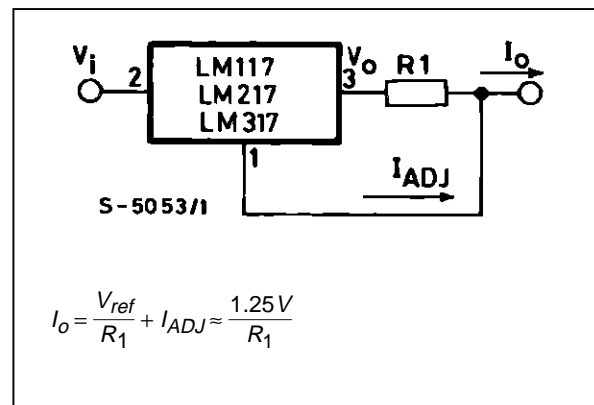 Vi
2
LM117
LM217
LM317
Vo
3
R1
Io
1
IADJ
S-5053/1
Io = Vref/R1 + IADJ ≈ 1.25V/R1